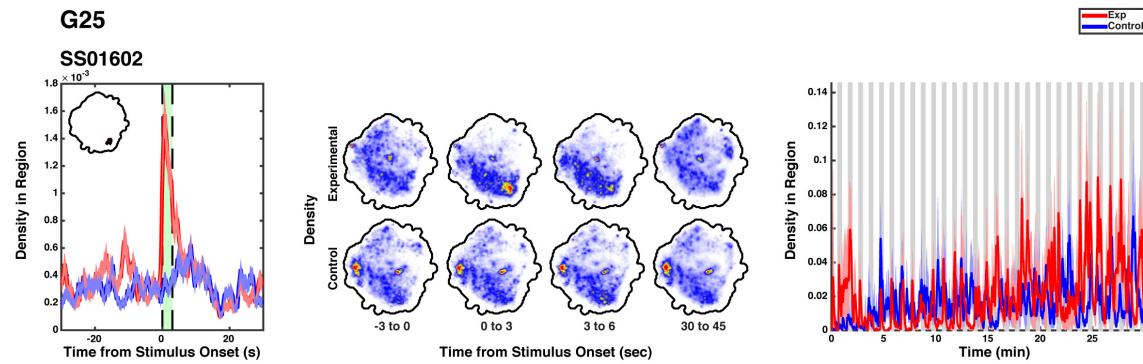 G25
SS01602
Exp
Control
× 10⁻³
1.8
1.6
1.4
1.2
1
0.8
0.6
0.4
0.2
0
-20
0
20
Density in Region
Time from Stimulus Onset (s)
Density
Experimental
Control
-3 to 0
0 to 3
3 to 6
30 to 45
Time from Stimulus Onset (sec)
0.14
0.12
0.1
0.08
0.06
0.04
0.02
0
0
5
10
15
20
25
Density in Region
Time (min)